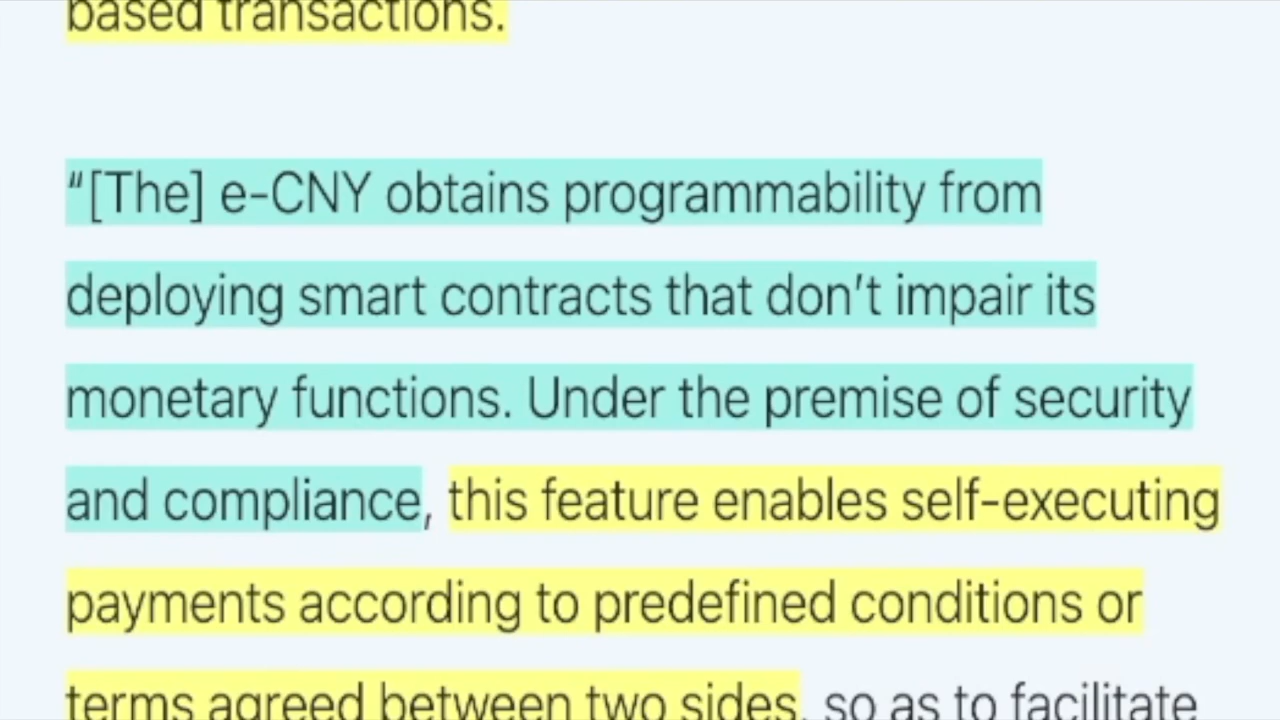 based transactions.
“[The] e-CNY obtains programmability from
deploying smart contracts that don’t impair its
monetary functions. Under the premise of security
and compliance, this feature enables self-executing
payments according to predefined conditions or
terms agreed between two sides, so as to facilitate